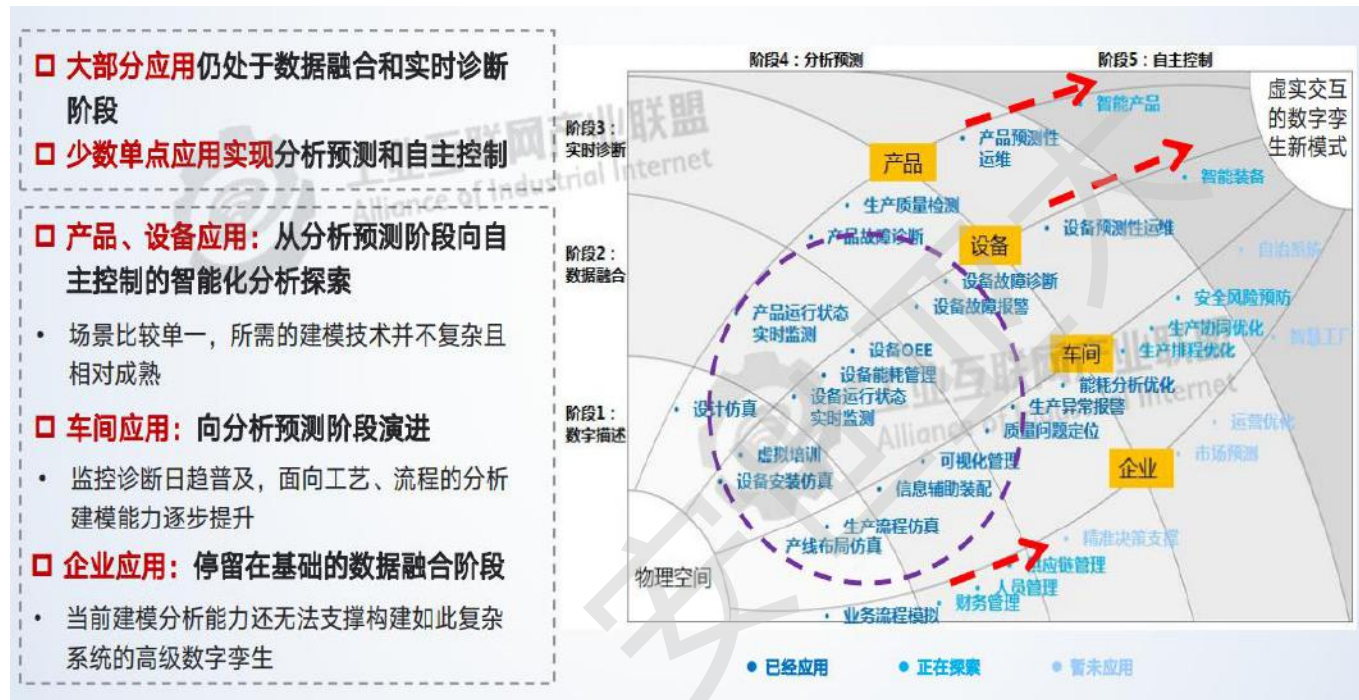 大部分应用仍处于数据融合和实时诊断
阶段
少数单点应用实现分析预测和自主控制
产品、设备应用：从分析预测阶段向自
主控制的智能化分析探索
• 场景比较单一，所需的建模技术并不复杂且
相对成熟
车间应用：向分析预测阶段演进
• 监控诊断日趋普及，面向工艺、流程的分析
建模能力逐步提升
企业应用：停留在基础的数据融合阶段
• 当前建模分析能力还无法支撑构建如此复杂
系统的高级数字孪生
阶段4：分析预测
阶段5：自主控制
虚实交互
的数字孪
生新模式
阶段3：
实时诊断
阶段2：
数据融合
阶段1：
数字描述
物理空间
产品
• 智能产品
• 产品预测性
运维
• 生产质量检测
• 产品故障诊断
• 智能装备
设备
• 设备预测性运维
• 设备故障诊断
• 设备故障报警
• 自治系统
• 产品运行状态
实时监测
• 安全风险预防
• 生产协同优化
• 智慧工厂
• 生产排程优化
车间
• 设备OEE
• 设备能耗管理
• 能耗分析优化
• 设备运行状态
实时监测
• 生产异常报警
• 设计仿真
• 质量问题定位
• 运营优化
• 市场预测
企业
• 虚拟培训
• 可视化管理
• 设备安装仿真
• 信息辅助装配
• 生产流程仿真
• 产线布局仿真
• 精准决策支撑
• 供应链管理
• 人员管理
• 财务管理
• 业务流程模拟
• 已经应用
• 正在探索
• 暂未应用
工业互联网产业联盟
Alliance of Industrial Internet
工业互联网产业联盟